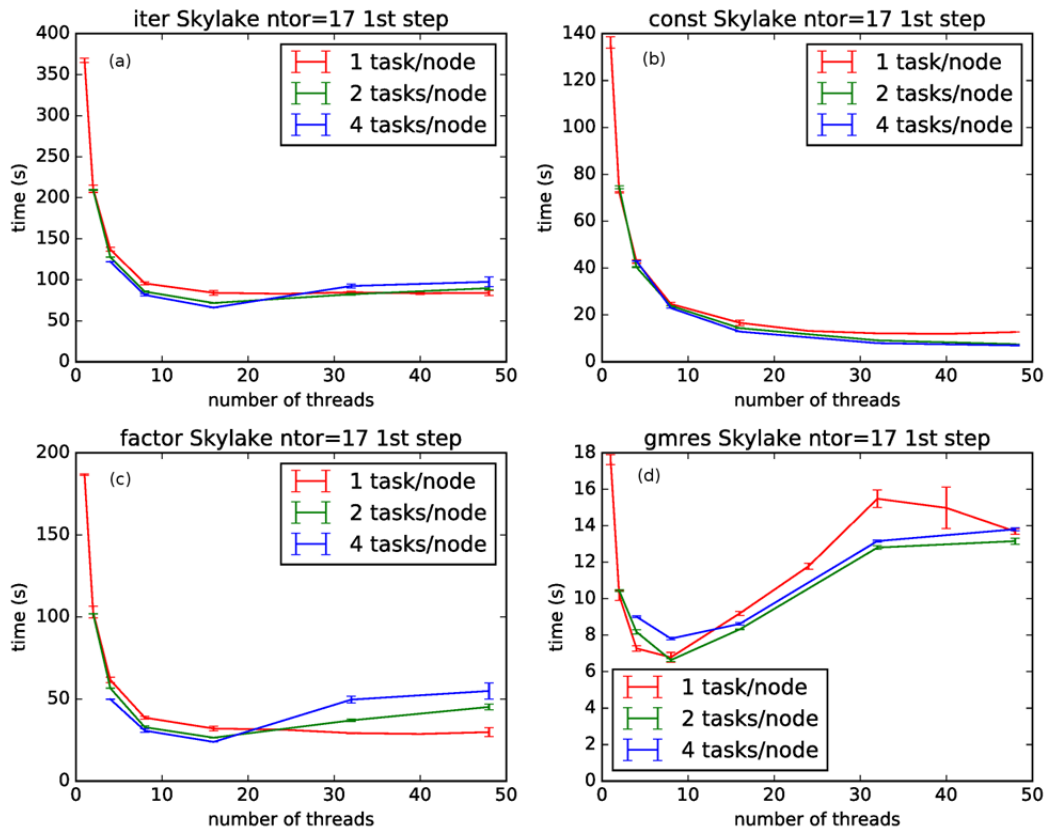 iter Skylake ntor=17 1st step
400
350
300
250
200
150
100
50
0
time (s)
(a)
1 task/node
2 tasks/node
4 tasks/node
0 10 20 30 40 50
number of threads
const Skylake ntor=17 1st step
140
120
100
80
60
40
20
0
time (s)
(b)
1 task/node
2 tasks/node
4 tasks/node
0 10 20 30 40 50
number of threads
factor Skylake ntor=17 1st step
200
150
100
50
0
time (s)
(c)
1 task/node
2 tasks/node
4 tasks/node
0 10 20 30 40 50
number of threads
gmres Skylake ntor=17 1st step
18
16
14
12
10
8
6
4
2
0
time (s)
(d)
1 task/node
2 tasks/node
4 tasks/node
0 10 20 30 40 50
number of threads